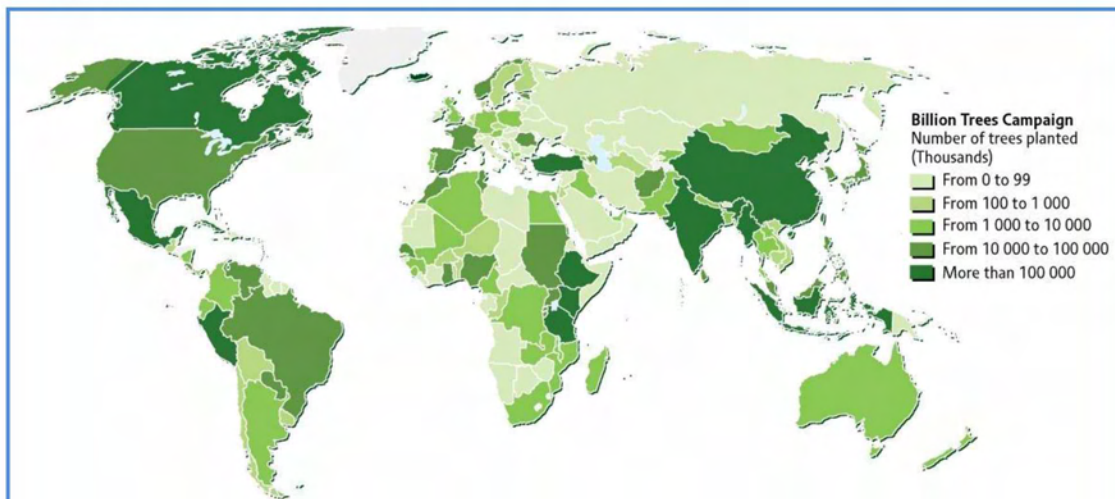 Billion Trees Campaign
Number of trees planted
(Thousands)
From 0 to 99
From 100 to 1 000
From 1 000 to 10 000
From 10 000 to 100 000
More than 100 000